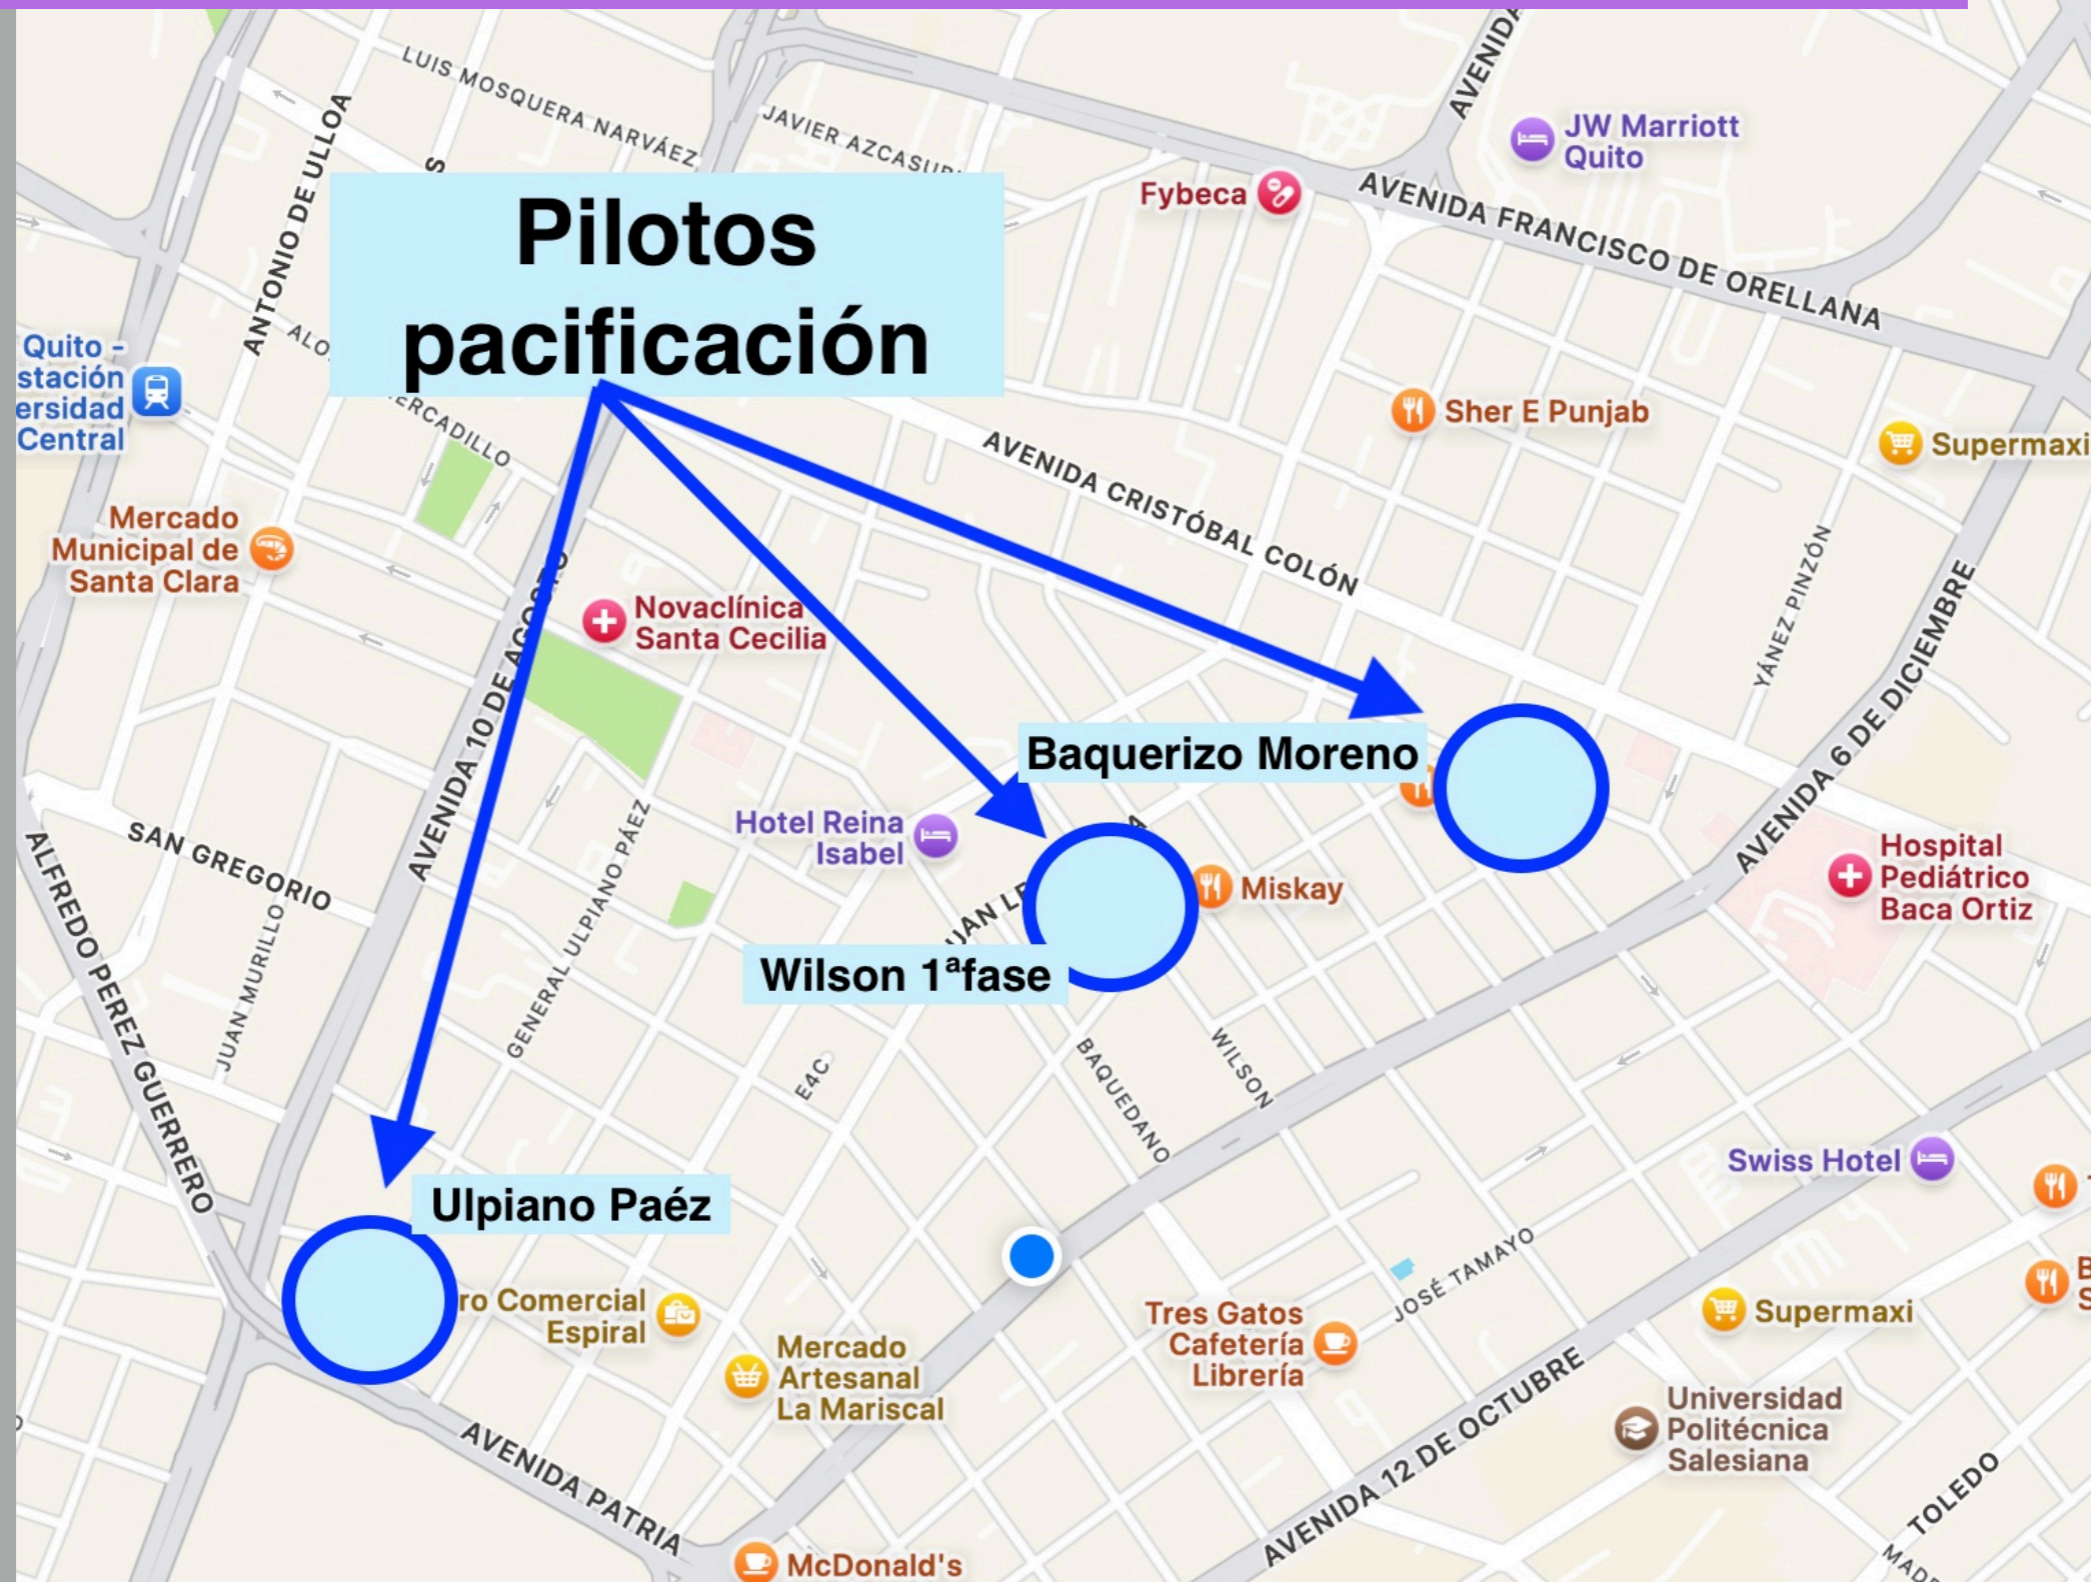 LUIS MOSQUERA NARVÁEZ
JAVIER
AVENIDA
JW Marriott
Quito
ANTONIO DE ULLOA
S
Fybeca
AVENIDA FRANCISCO DE ORELLANA
Pilotos
pacificación
Quito -
stación
ersidad
Central
Sher E Punjab
Supermaxi
AVENIDA CRISTÓBAL COLÓN
Mercado
Municipal de
Santa Clara
AVENIDA 10 DE AGOSTO
Novaclínica
Santa Cecilia
YÁNEZ PINZÓN
AVENIDA 6 DE DICIEMBRE
Baquerizo Moreno
Hotel Reina
Isabel
SAN GREGORIO
GENERAL ULPIANO PÁEZ
Miskay
Hospital
Pediátrico
Baca Ortiz
ALFREDO PEREZ GUERRERO
JUAN MURILLO
Wilson 1ªfase
E4C
BAQUEDANO
WILSON
Swiss Hotel
Ulpiano Paéz
ro Comercial
Espiral
JOSÉ TAMAYO
Tres Gatos
Cafetería
Librería
Supermaxi
Mercado
Artesanal
La Mariscal
AVENIDA 12 DE OCTUBRE
Universidad
Politécnica
Salesiana
AVENIDA PATRIA
TOLEDO
McDonald's